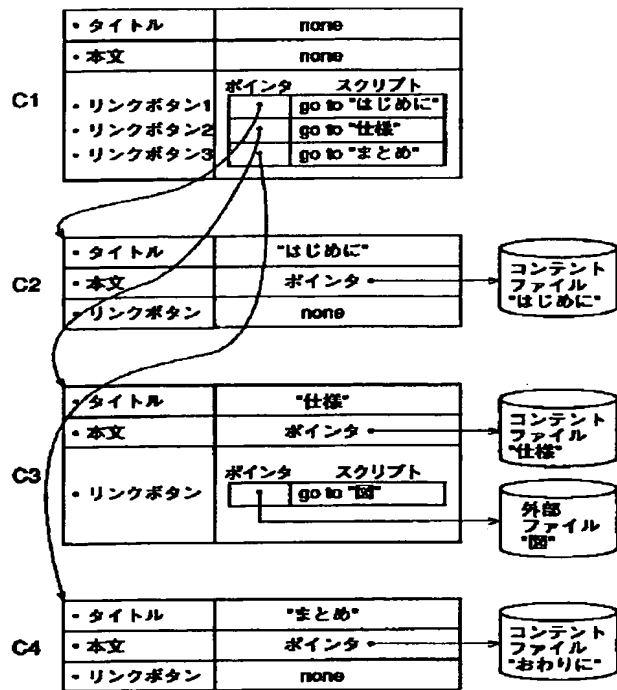 ・タイトル none
・本文 none
C1
ポインタ スクリプト
・リンクボタン1 go to "はじめに"
・リンクボタン2 go to "仕様"
・リンクボタン3 go to "まとめ"
・タイトル "はじめに"
C2
・本文 ポインタ
・リンクボタン none
コンテント
ファイル
"はじめに"
・タイトル "仕様"
・本文 ポインタ
コンテント
ファイル
"仕様"
C3
ポインタ スクリプト
・リンクボタン go to "図"
外部
ファイル
"図"
・タイトル "まとめ"
C4
・本文 ポインタ
・リンクボタン none
コンテント
ファイル
"おわりに"